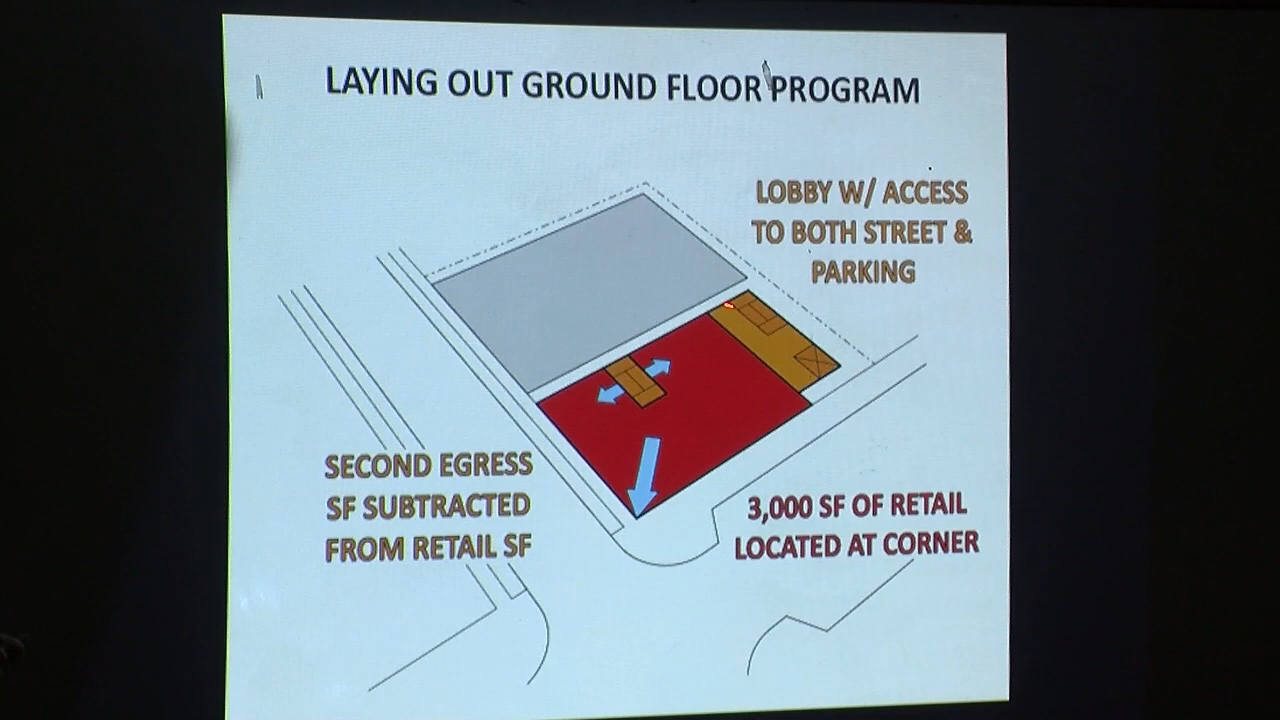 LAYING OUT GROUND FLOOR PROGRAM
LOBBY W/ ACCESS
TO BOTH STREET &
PARKING
SECOND EGRESS
SF SUBTRACTED
FROM RETAIL SF
3,000 SF OF RETAIL
LOCATED AT CORNER